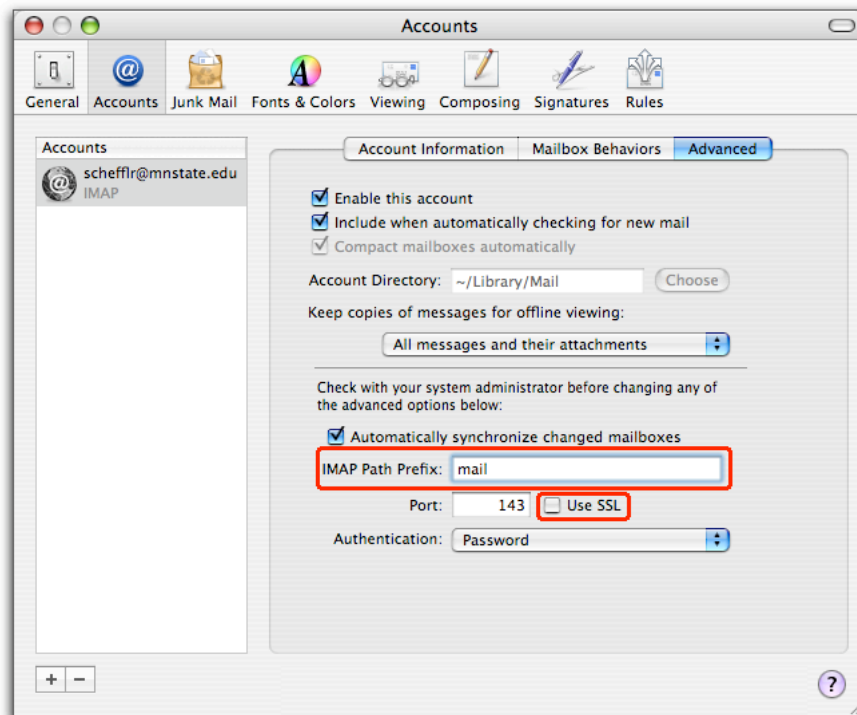 Accounts
General Accounts Junk Mail Fonts & Colors Viewing Composing Signatures Rules
Accounts
schefflr@mnstate.edu
IMAP
Account Information Mailbox Behaviors Advanced
Enable this account
Include when automatically checking for new mail
Compact mailboxes automatically
Account Directory: ~/Library/Mail Choose
Keep copies of messages for offline viewing:
All messages and their attachments
Check with your system administrator before changing any of
the advanced options below:
Automatically synchronize changed mailboxes
IMAP Path Prefix: mail
Port: 143 Use SSL
Authentication: Password
+ − ?